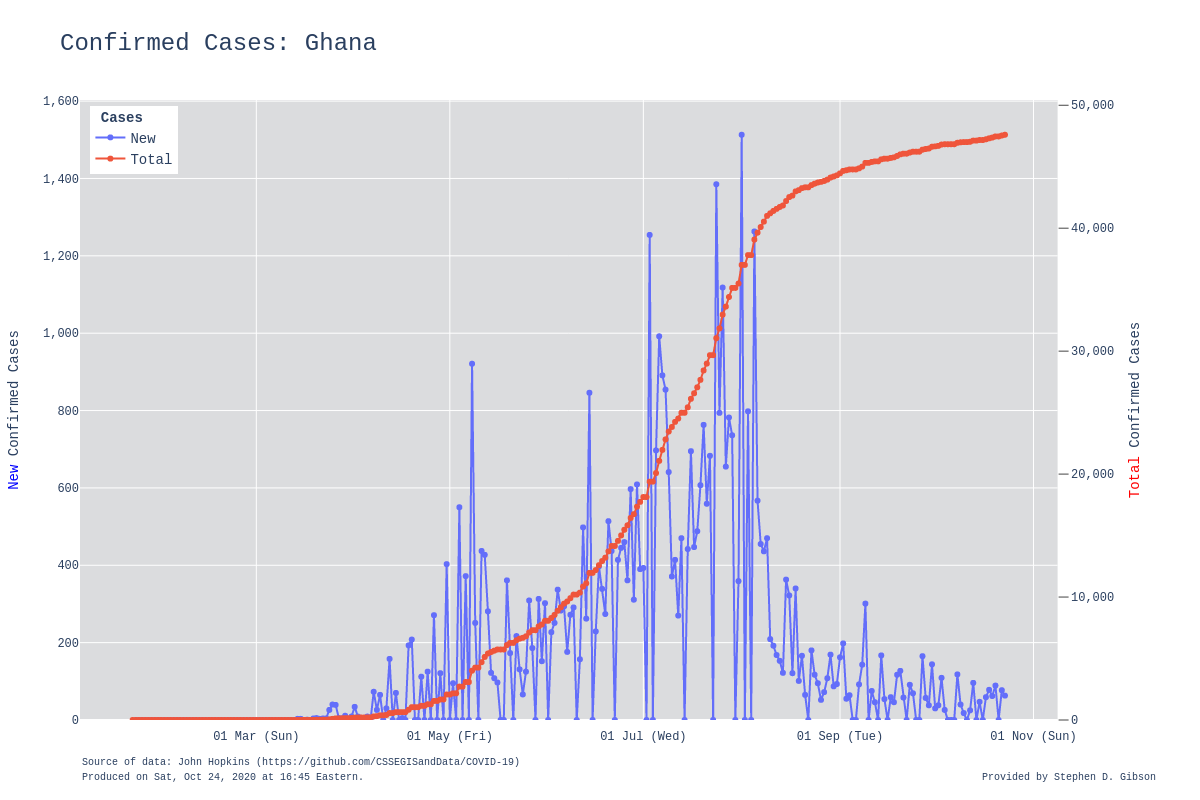 Confirmed Cases: Ghana
Cases
New
Total
1,600
1,400
1,200
1,000
800
600
400
200
0
50,000
40,000
30,000
20,000
10,000
0
New Confirmed Cases
Total Confirmed Cases
01 Mar (Sun)
01 May (Fri)
01 Jul (Wed)
01 Sep (Tue)
01 Nov (Sun)
Source of data: John Hopkins (https://github.com/CSSEGISandData/COVID-19)
Produced on Sat, Oct 24, 2020 at 16:45 Eastern.
Provided by Stephen D. Gibson